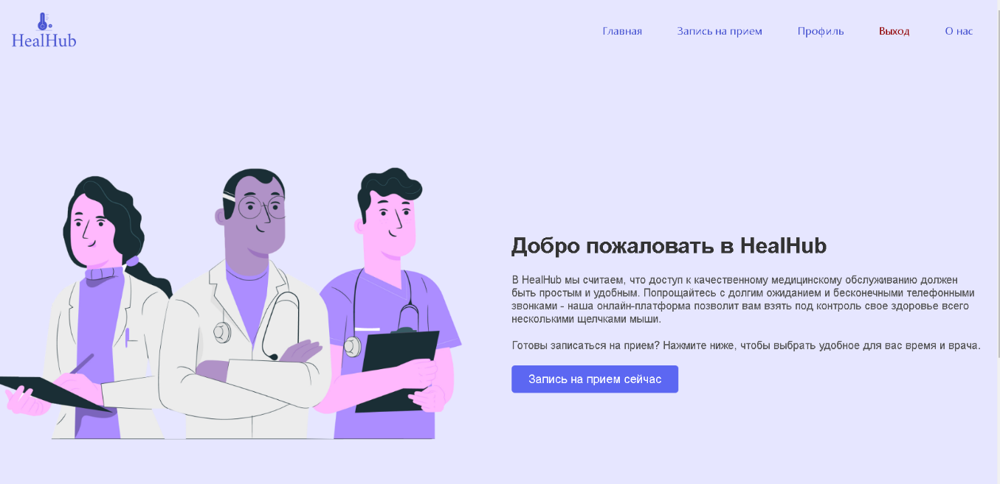 HealHub
Главная
Запись на прием
Профиль
Выход
О нас
Добро пожаловать в HealHub
В HealHub мы считаем, что доступ к качественному медицинскому обслуживанию должен
быть простым и удобным. Попрощайтесь с долгим ожиданием и бесконечными телефонными
звонками - наша онлайн-платформа позволит вам взять под контроль свое здоровье всего
несколькими щелчками мыши.
Готовы записаться на прием? Нажмите ниже, чтобы выбрать удобное для вас время и врача.
Запись на прием сейчас